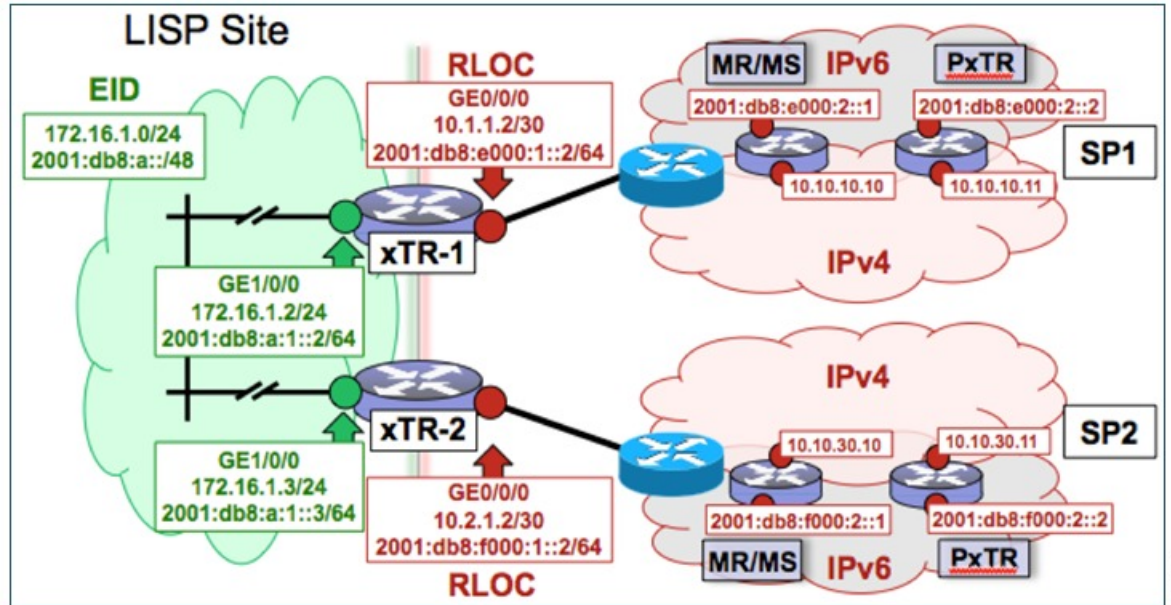 LISP Site
EID
172.16.1.0/24
2001:db8:a::/48
RLOC
GE0/0/0
10.1.1.2/30
2001:db8:e000:1::2/64
xTR-1
GE1/0/0
172.16.1.2/24
2001:db8:a:1::2/64
MR/MS
IPv6
PxTR
2001:db8:e000:2::1
2001:db8:e000:2::2
SP1
10.10.10.10
10.10.10.11
IPv4
xTR-2
GE1/0/0
172.16.1.3/24
2001:db8:a:1::3/64
GE0/0/0
10.2.1.2/30
2001:db8:f000:1::2/64
RLOC
IPv4
SP2
10.10.30.10
10.10.30.11
2001:db8:f000:2::1
2001:db8:f000:2::2
MR/MS
IPv6
PxTR